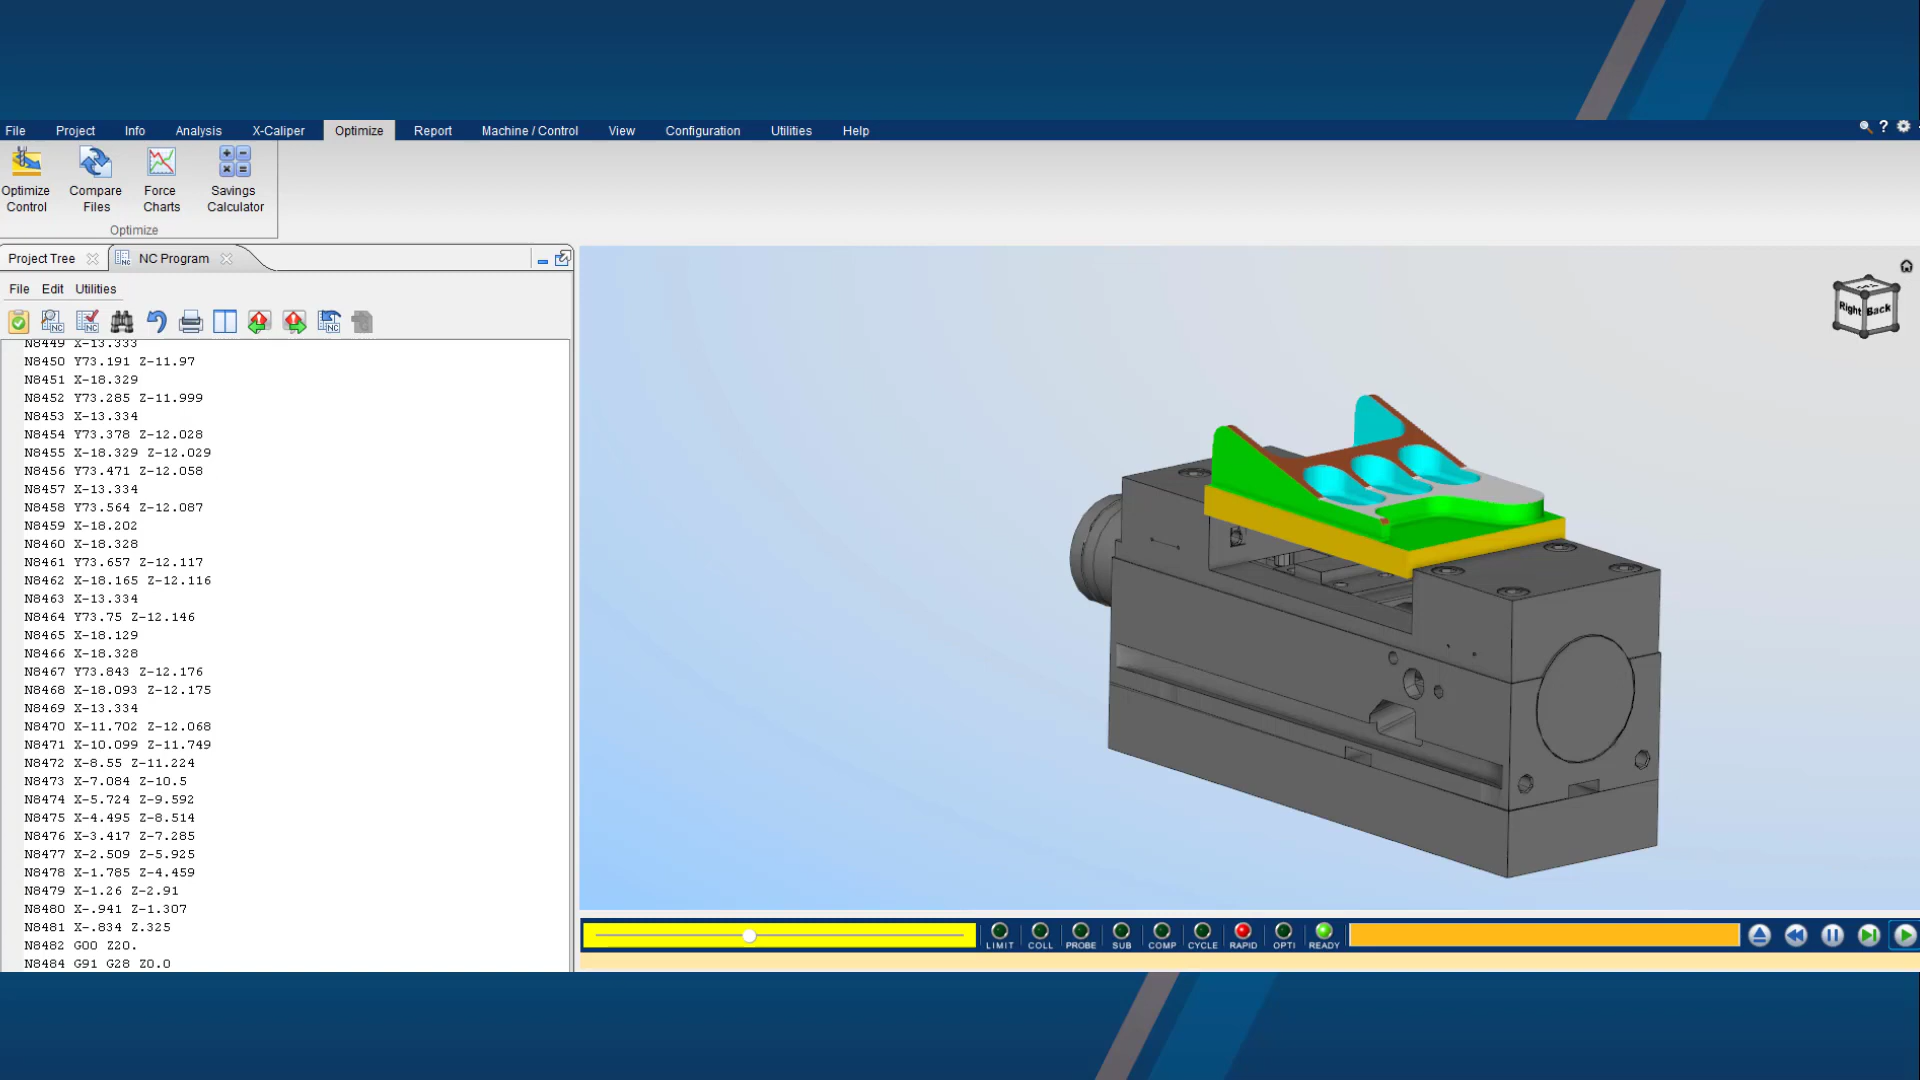 File Project Info Analysis X-Caliper Optimize Report Machine / Control View Configuration Utilities Help
?
Optimize Control
Compare Files
Force Charts
Savings Calculator
Optimize
Project Tree NC Program
File Edit Utilities
N8449 X-13.333
N8450 Y73.191 Z-11.97
N8451 X-18.329
N8452 Y73.285 Z-11.999
N8453 X-13.334
N8454 Y73.378 Z-12.028
N8455 X-18.329 Z-12.029
N8456 Y73.471 Z-12.058
N8457 X-13.334
N8458 Y73.564 Z-12.087
N8459 X-18.202
N8460 X-18.328
N8461 Y73.657 Z-12.117
N8462 X-18.165 Z-12.116
N8463 X-13.334
N8464 Y73.75 Z-12.146
N8465 X-18.129
N8466 X-18.328
N8467 Y73.843 Z-12.176
N8468 X-18.093 Z-12.175
N8469 X-13.334
N8470 X-11.702 Z-12.068
N8471 X-10.099 Z-11.749
N8472 X-8.55 Z-11.224
N8473 X-7.084 Z-10.5
N8474 X-5.724 Z-9.592
N8475 X-4.495 Z-8.514
N8476 X-3.417 Z-7.285
N8477 X-2.509 Z-5.925
N8478 X-1.785 Z-4.459
N8479 X-1.26 Z-2.91
N8480 X-.941 Z-1.307
N8481 X-.834 Z.325
N8482 G00 Z20.
N8484 G91 G28 Z0.0
Right Back
LIMIT COLL PROBE SUB COMP CYCLE RAPID OPTI READY